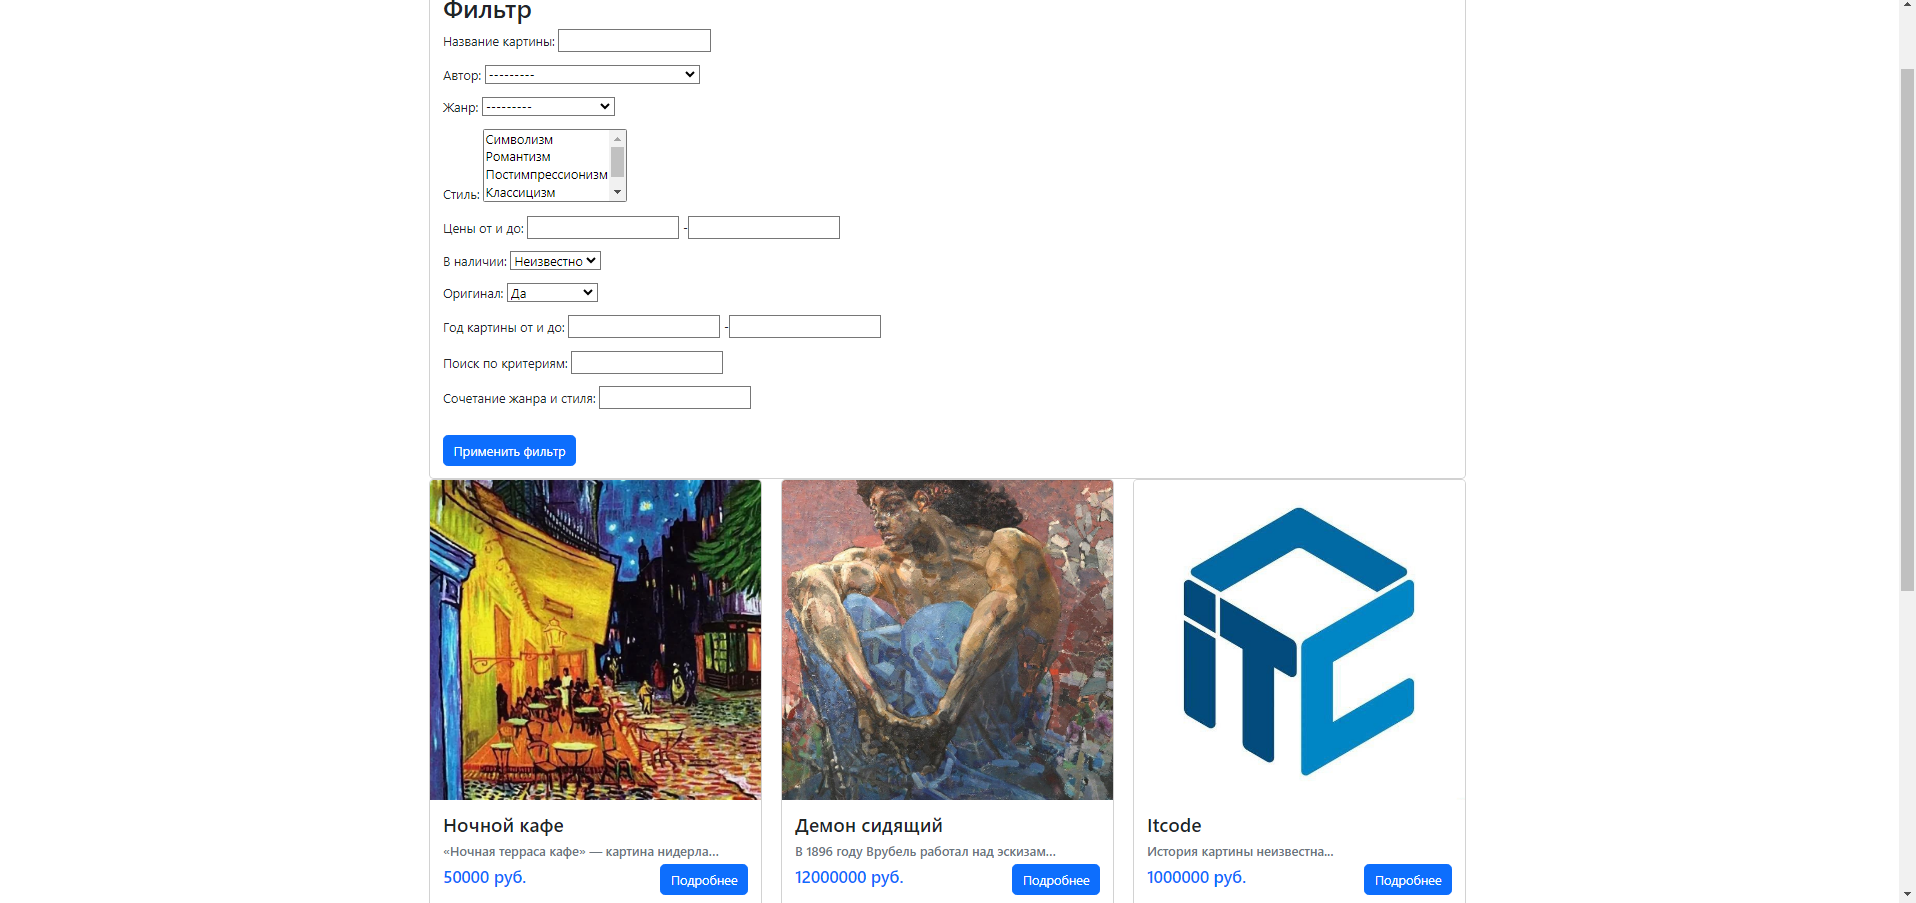 Фильтр
Название картины:
Автор: ---------
Жанр: ---------
Символизм
Романтизм
Постимпрессионизм
Стиль: Классицизм
Цены от и до: -
В наличии: Неизвестно
Оригинал: Да
Год картины от и до: -
Поиск по критериям:
Сочетание жанра и стиля:
Применить фильтр
iTC
Ночной кафе
«Ночная терраса кафе» — картина нидерла...
50000 руб. Подробнее
Демон сидящий
В 1896 году Врубель работал над эскизам...
12000000 руб. Подробнее
Itcode
История картины неизвестна...
1000000 руб. Подробнее